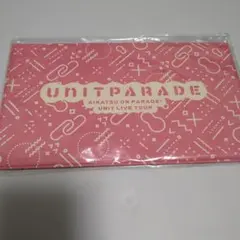 UNITPARADE
AIKATSU ON PARADE!
UNIT LIVE TOUR